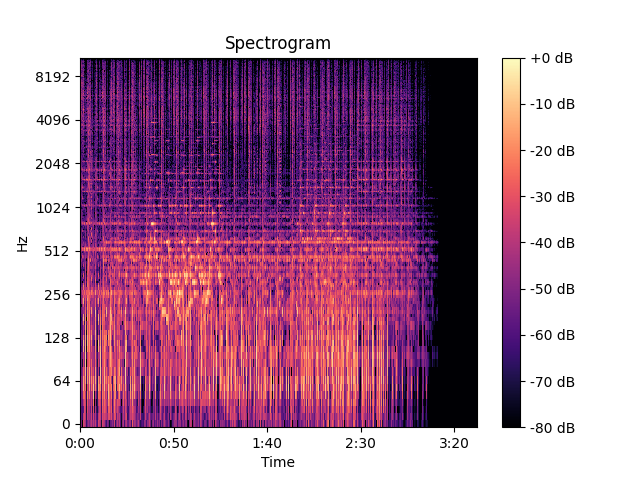 Spectrogram
Hz
8192
4096
2048
1024
512
256
128
64
0
0:00
0:50
1:40
2:30
3:20
Time
+0 dB
-10 dB
-20 dB
-30 dB
-40 dB
-50 dB
-60 dB
-70 dB
-80 dB